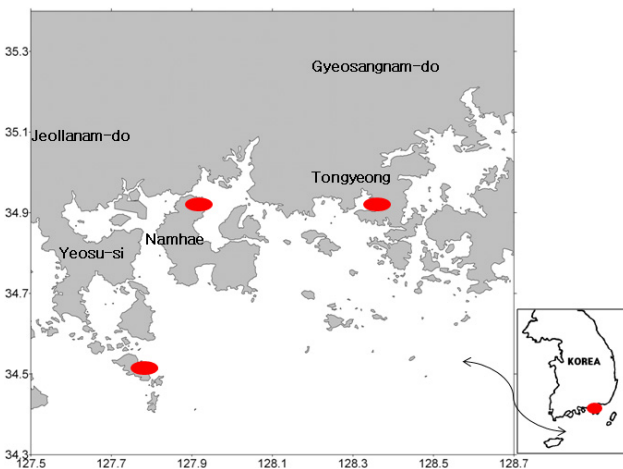 35.3
Gyeosangnam-do
35.1
Jeollanam-do
Tongyeong
34.9
Namhae
Yeosu-si
34.7
KOREA
34.5
34.3
127.5 127.7 127.9 128.1 128.3 128.5 128.7